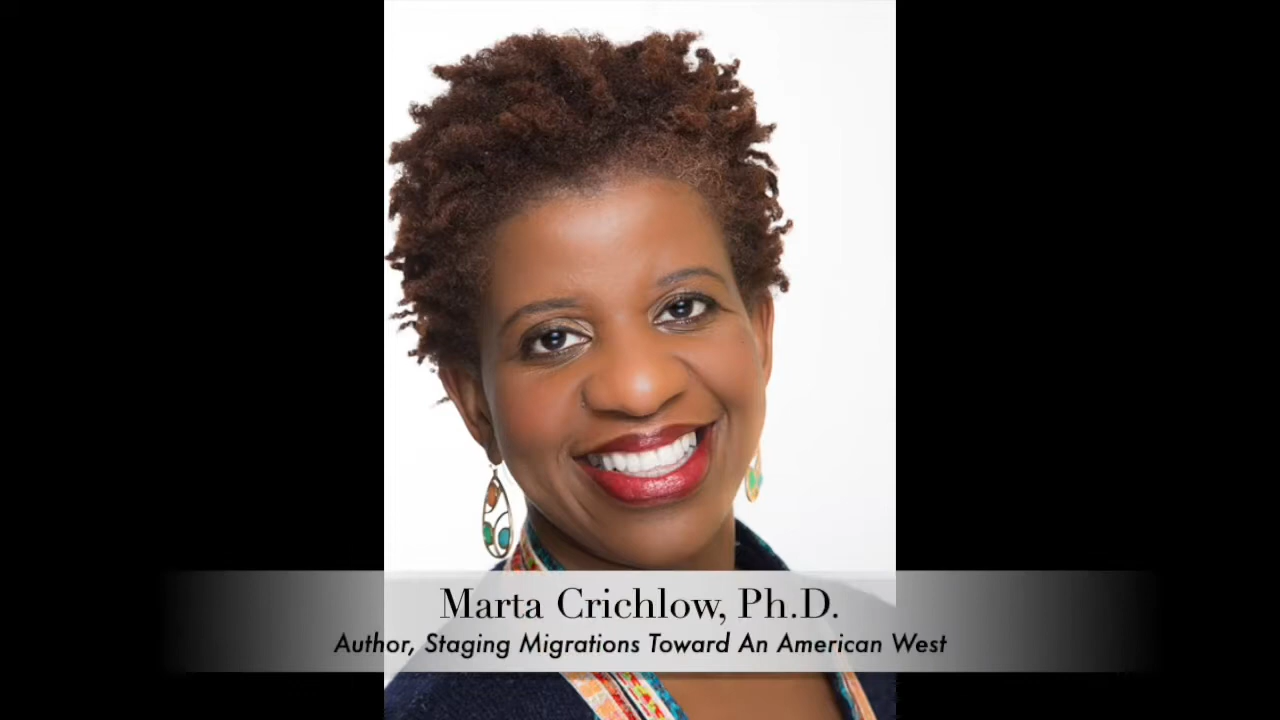 Marta Crichlow, Ph.D.
Author, Staging Migrations Toward An American West